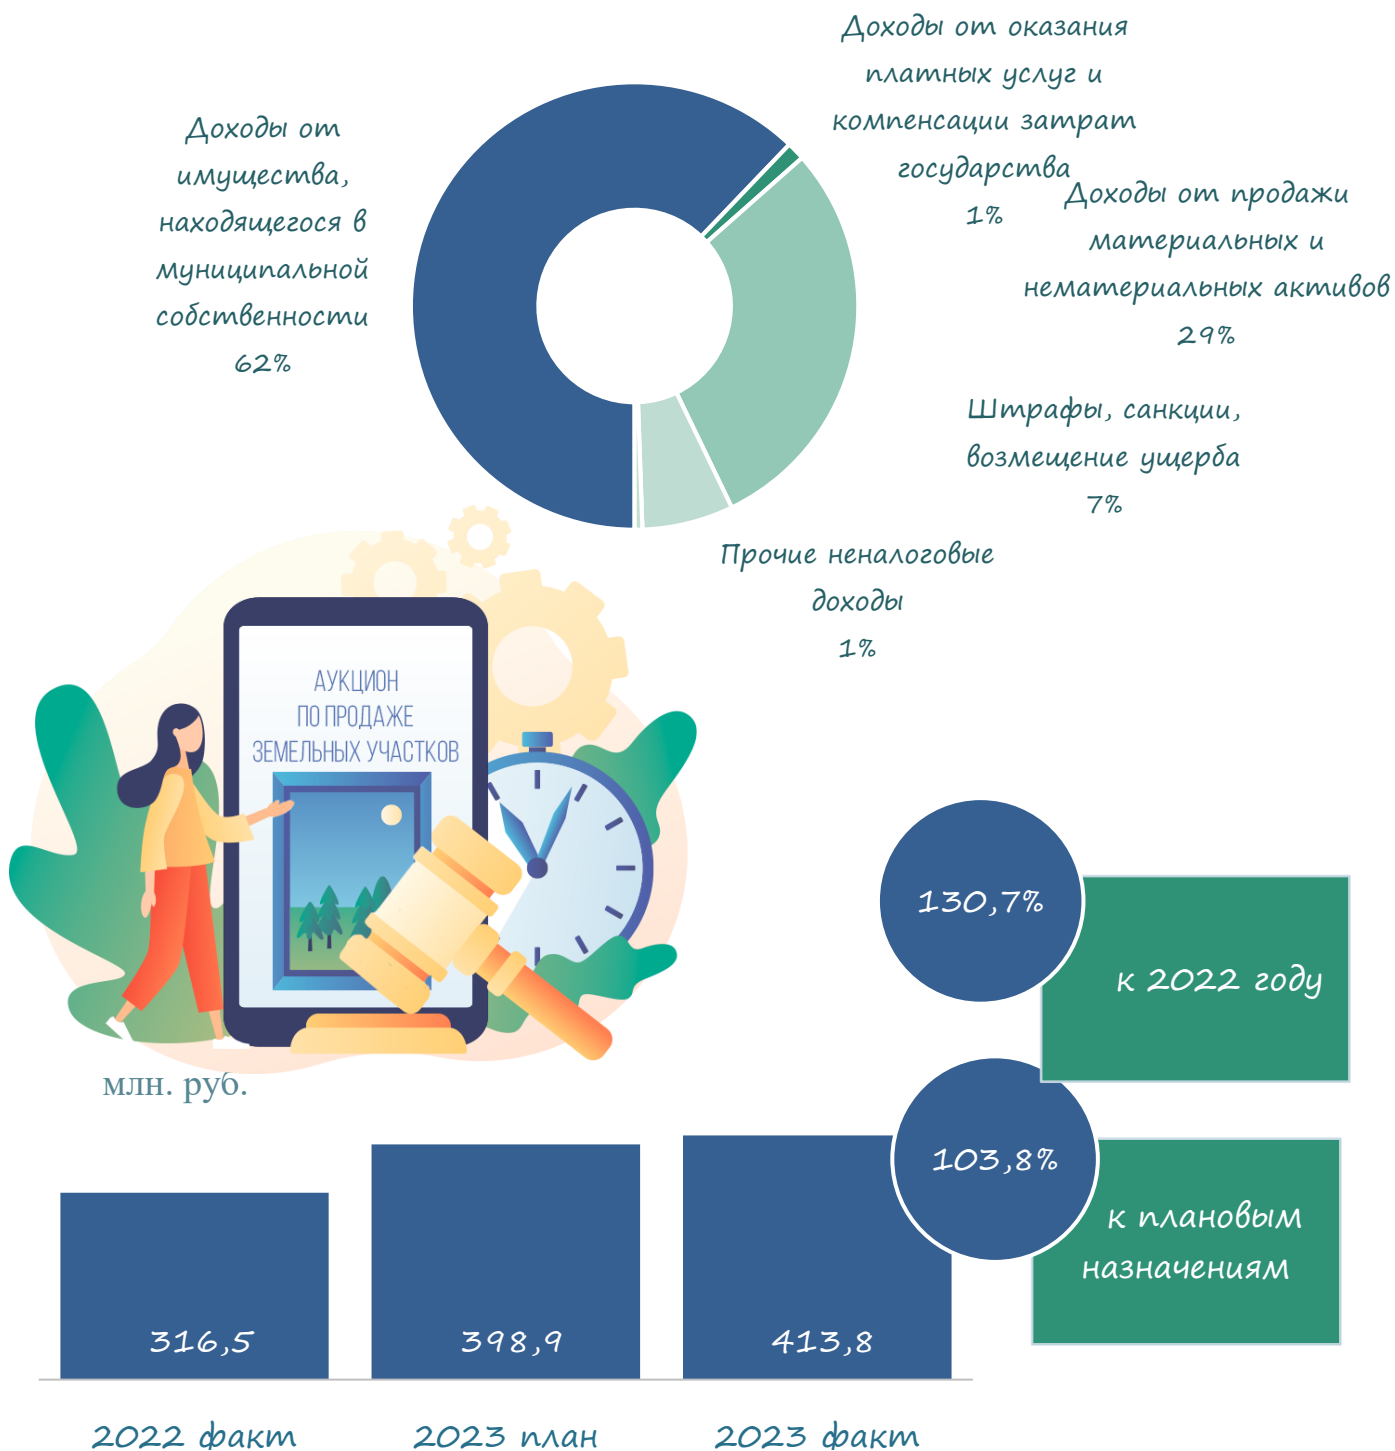 Доходы от оказания
платных услуг и
компенсации затрат
государства
1%
Доходы от
имущества,
находящегося в
муниципальной
собственности
62%
Доходы от продажи
материальных и
нематериальных активов
29%
Штрафы, санкции,
возмещение ущерба
7%
Прочие неналоговые
доходы
1%
АУКЦИОН
ПО ПРОДАЖЕ
ЗЕМЕЛЬНЫХ УЧАСТКОВ
130,7%
к 2022 году
млн. руб.
103,8%
к плановым
назначениям
316,5
398,9
413,8
2022 факт
2023 план
2023 факт